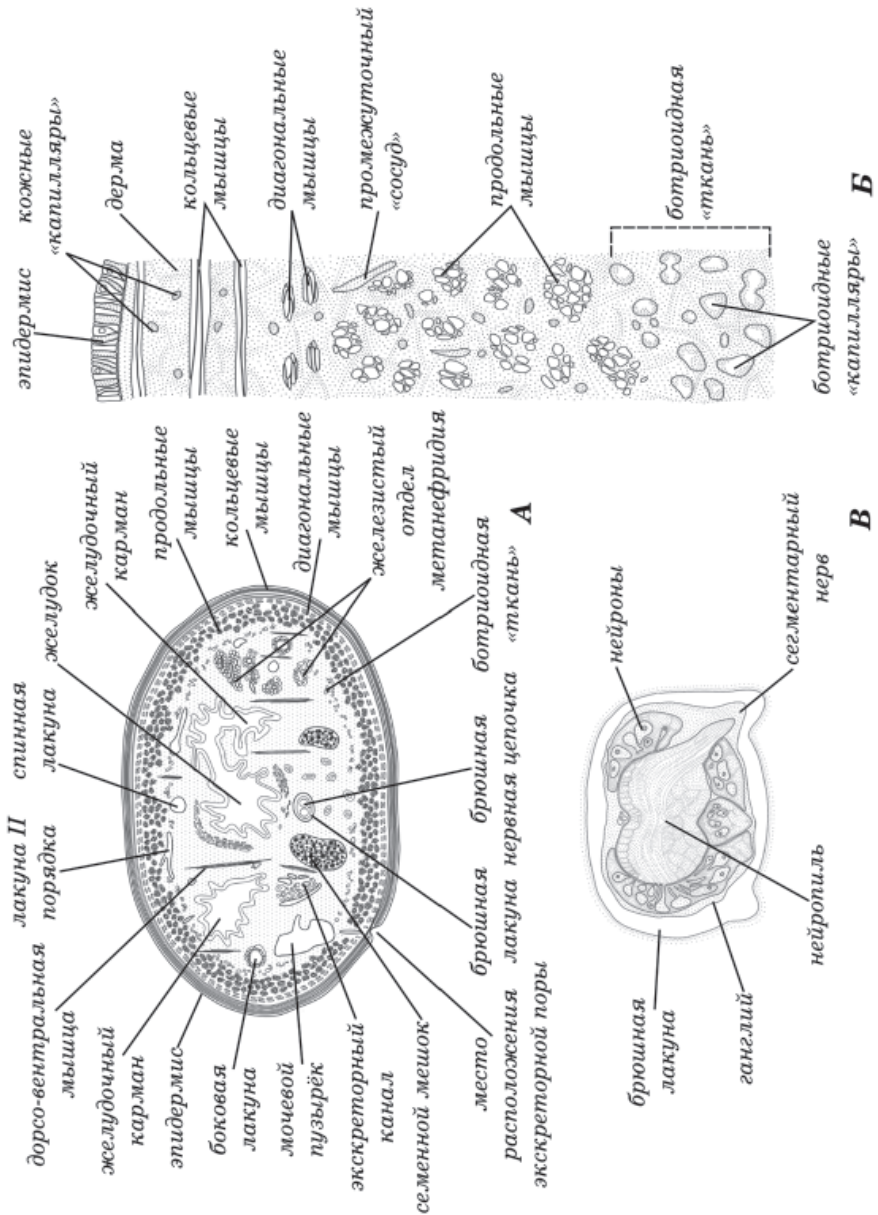 дорсо-вентральная
мышца
лакуна II
порядка
спинная
лакуна
желудок
желудочный
карман
продольные
мышцы
кольцевые
мышцы
диагональные
мышцы
железистый
отдел
метанефридия
желудочный
карман
эпидермис
боковая
лакуна
мочевой
пузырёк
экскреторный
канал
семенной мешок
место
расположения
экскреторной поры
брюшная
лакуна
брюшная
нервная цепочка
ботриоидная
«ткань»
А
эпидермис
кожные
«капилляры»
дерма
кольцевые
мышцы
диагональные
мышцы
промежуточный
«сосуд»
продольные
мышцы
ботриоидная
«ткань»
ботриоидные
«капилляры»
Б
брюшная
лакуна
ганглий
нейропиль
нейроны
сегментарный
нерв
В